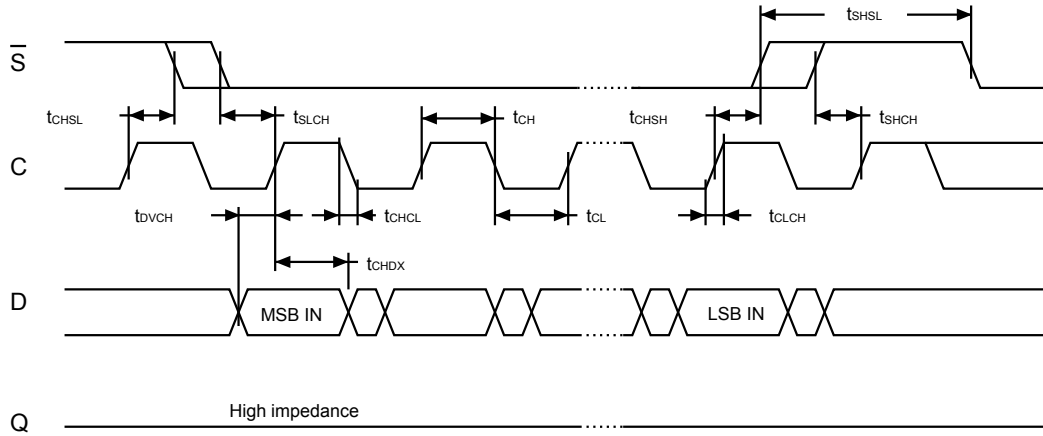 tSHSL
S
tCHSL
tSLCH
tCH
tCHSH
tSHCH
C
tDVCH
tCHCL
tCL
tCLCH
tCHDX
D
MSB IN
LSB IN
High impedance
Q